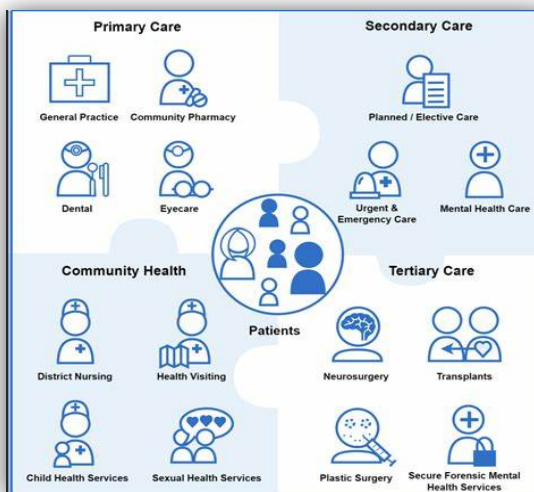 Primary Care
General Practice
Community Pharmacy
Dental
Eyecare
Secondary Care
Planned / Elective Care
Urgent &
Emergency Care
Mental Health Care
Patients
Community Health
District Nursing
Health Visiting
Child Health Services
Sexual Health Services
Tertiary Care
Neurosurgery
Transplants
Plastic Surgery
Secure Forensic Mental
Health Services